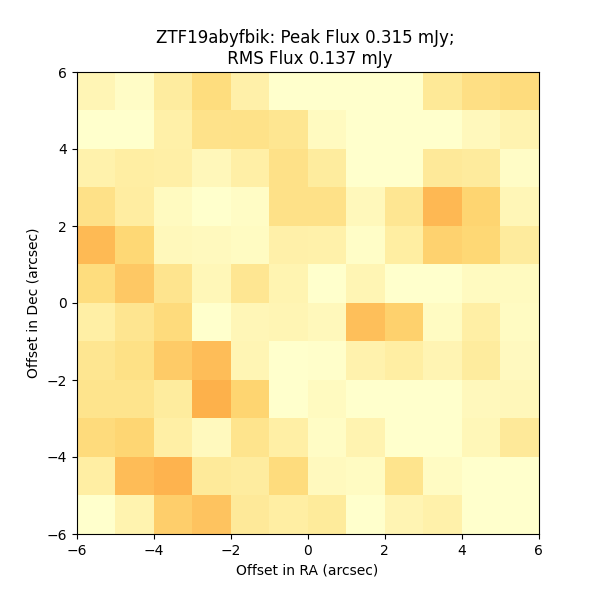 ZTF19abyfbik: Peak Flux 0.315 mJy;
RMS Flux 0.137 mJy
6
4
2
0
−2
−4
−6
Offset in Dec (arcsec)
−6 −4 −2 0 2 4 6
Offset in RA (arcsec)